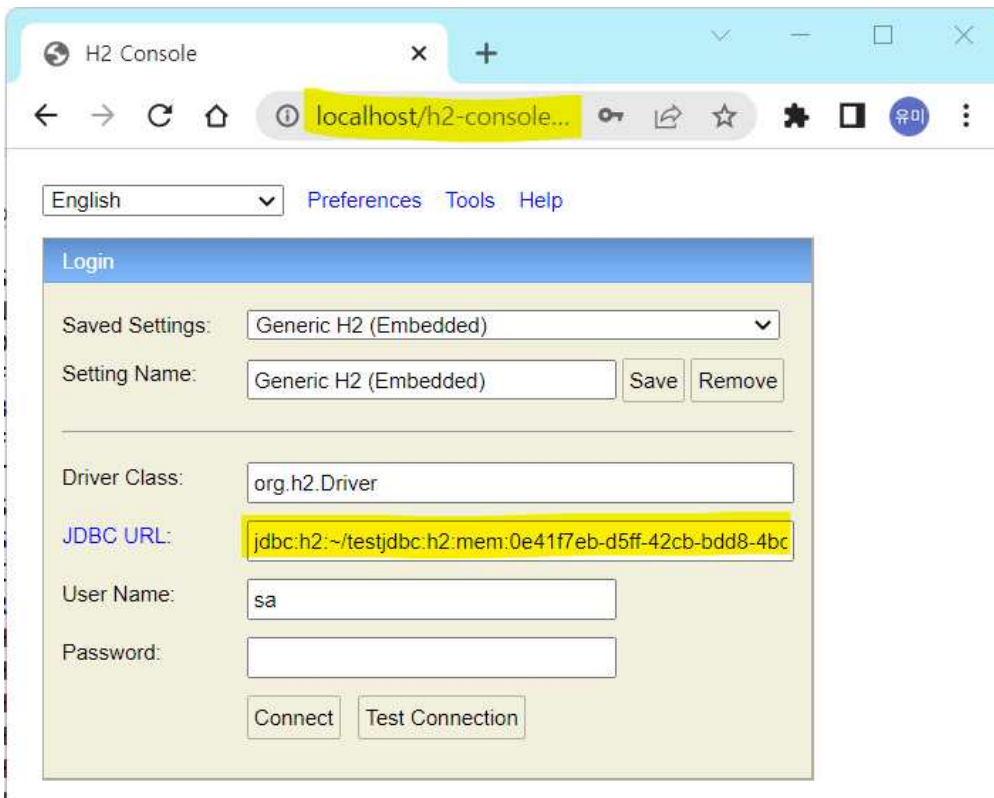 H2 Console
localhost/h2-console...
유미
English Preferences Tools Help
Login
Saved Settings: Generic H2 (Embedded)
Setting Name: Generic H2 (Embedded) Save Remove
Driver Class: org.h2.Driver
JDBC URL: jdbc:h2:~/testjdbc:h2:mem:0e41f7eb-d5ff-42cb-bdd8-4bc
User Name: sa
Password:
Connect Test Connection